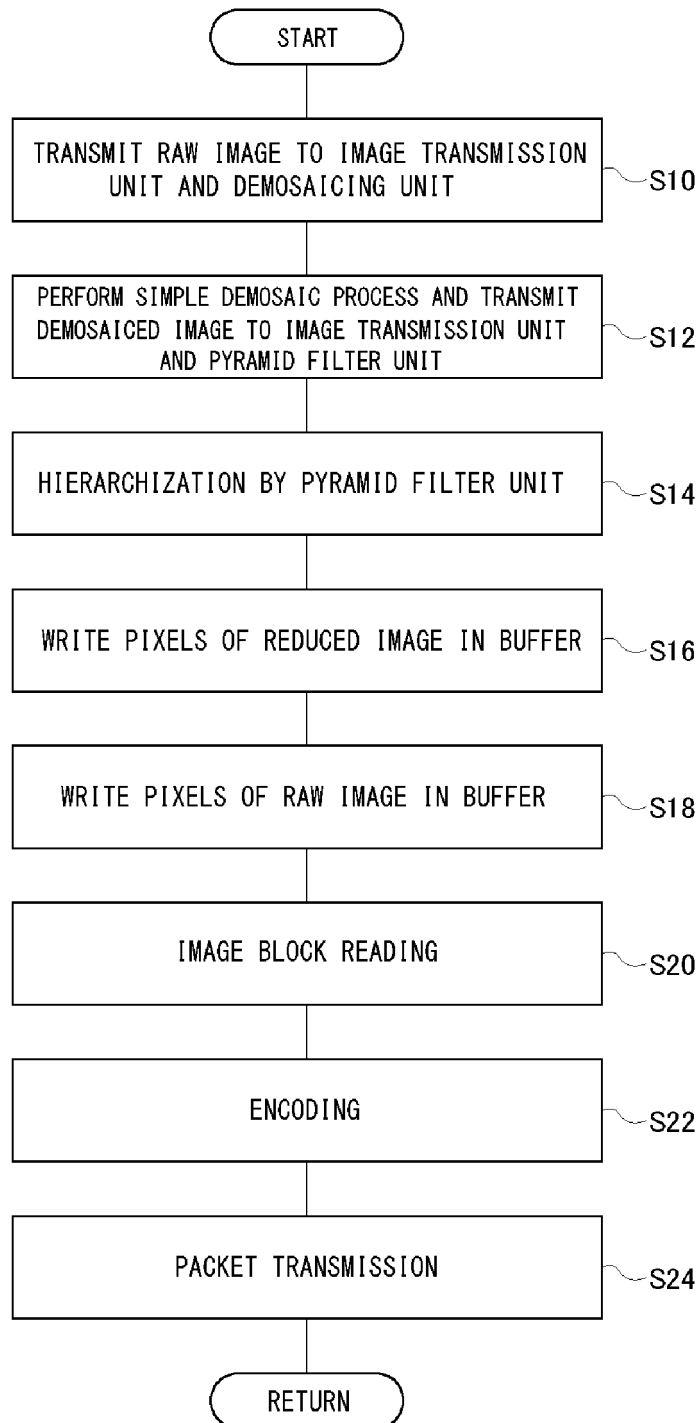 START
TRANSMIT RAW IMAGE TO IMAGE TRANSMISSION
UNIT AND DEMOSAICING UNIT
S10
PERFORM SIMPLE DEMOSAIC PROCESS AND TRANSMIT
DEMOSAICED IMAGE TO IMAGE TRANSMISSION UNIT
AND PYRAMID FILTER UNIT
S12
HIERARCHIZATION BY PYRAMID FILTER UNIT
S14
WRITE PIXELS OF REDUCED IMAGE IN BUFFER
S16
WRITE PIXELS OF RAW IMAGE IN BUFFER
S18
IMAGE BLOCK READING
S20
ENCODING
S22
PACKET TRANSMISSION
S24
RETURN